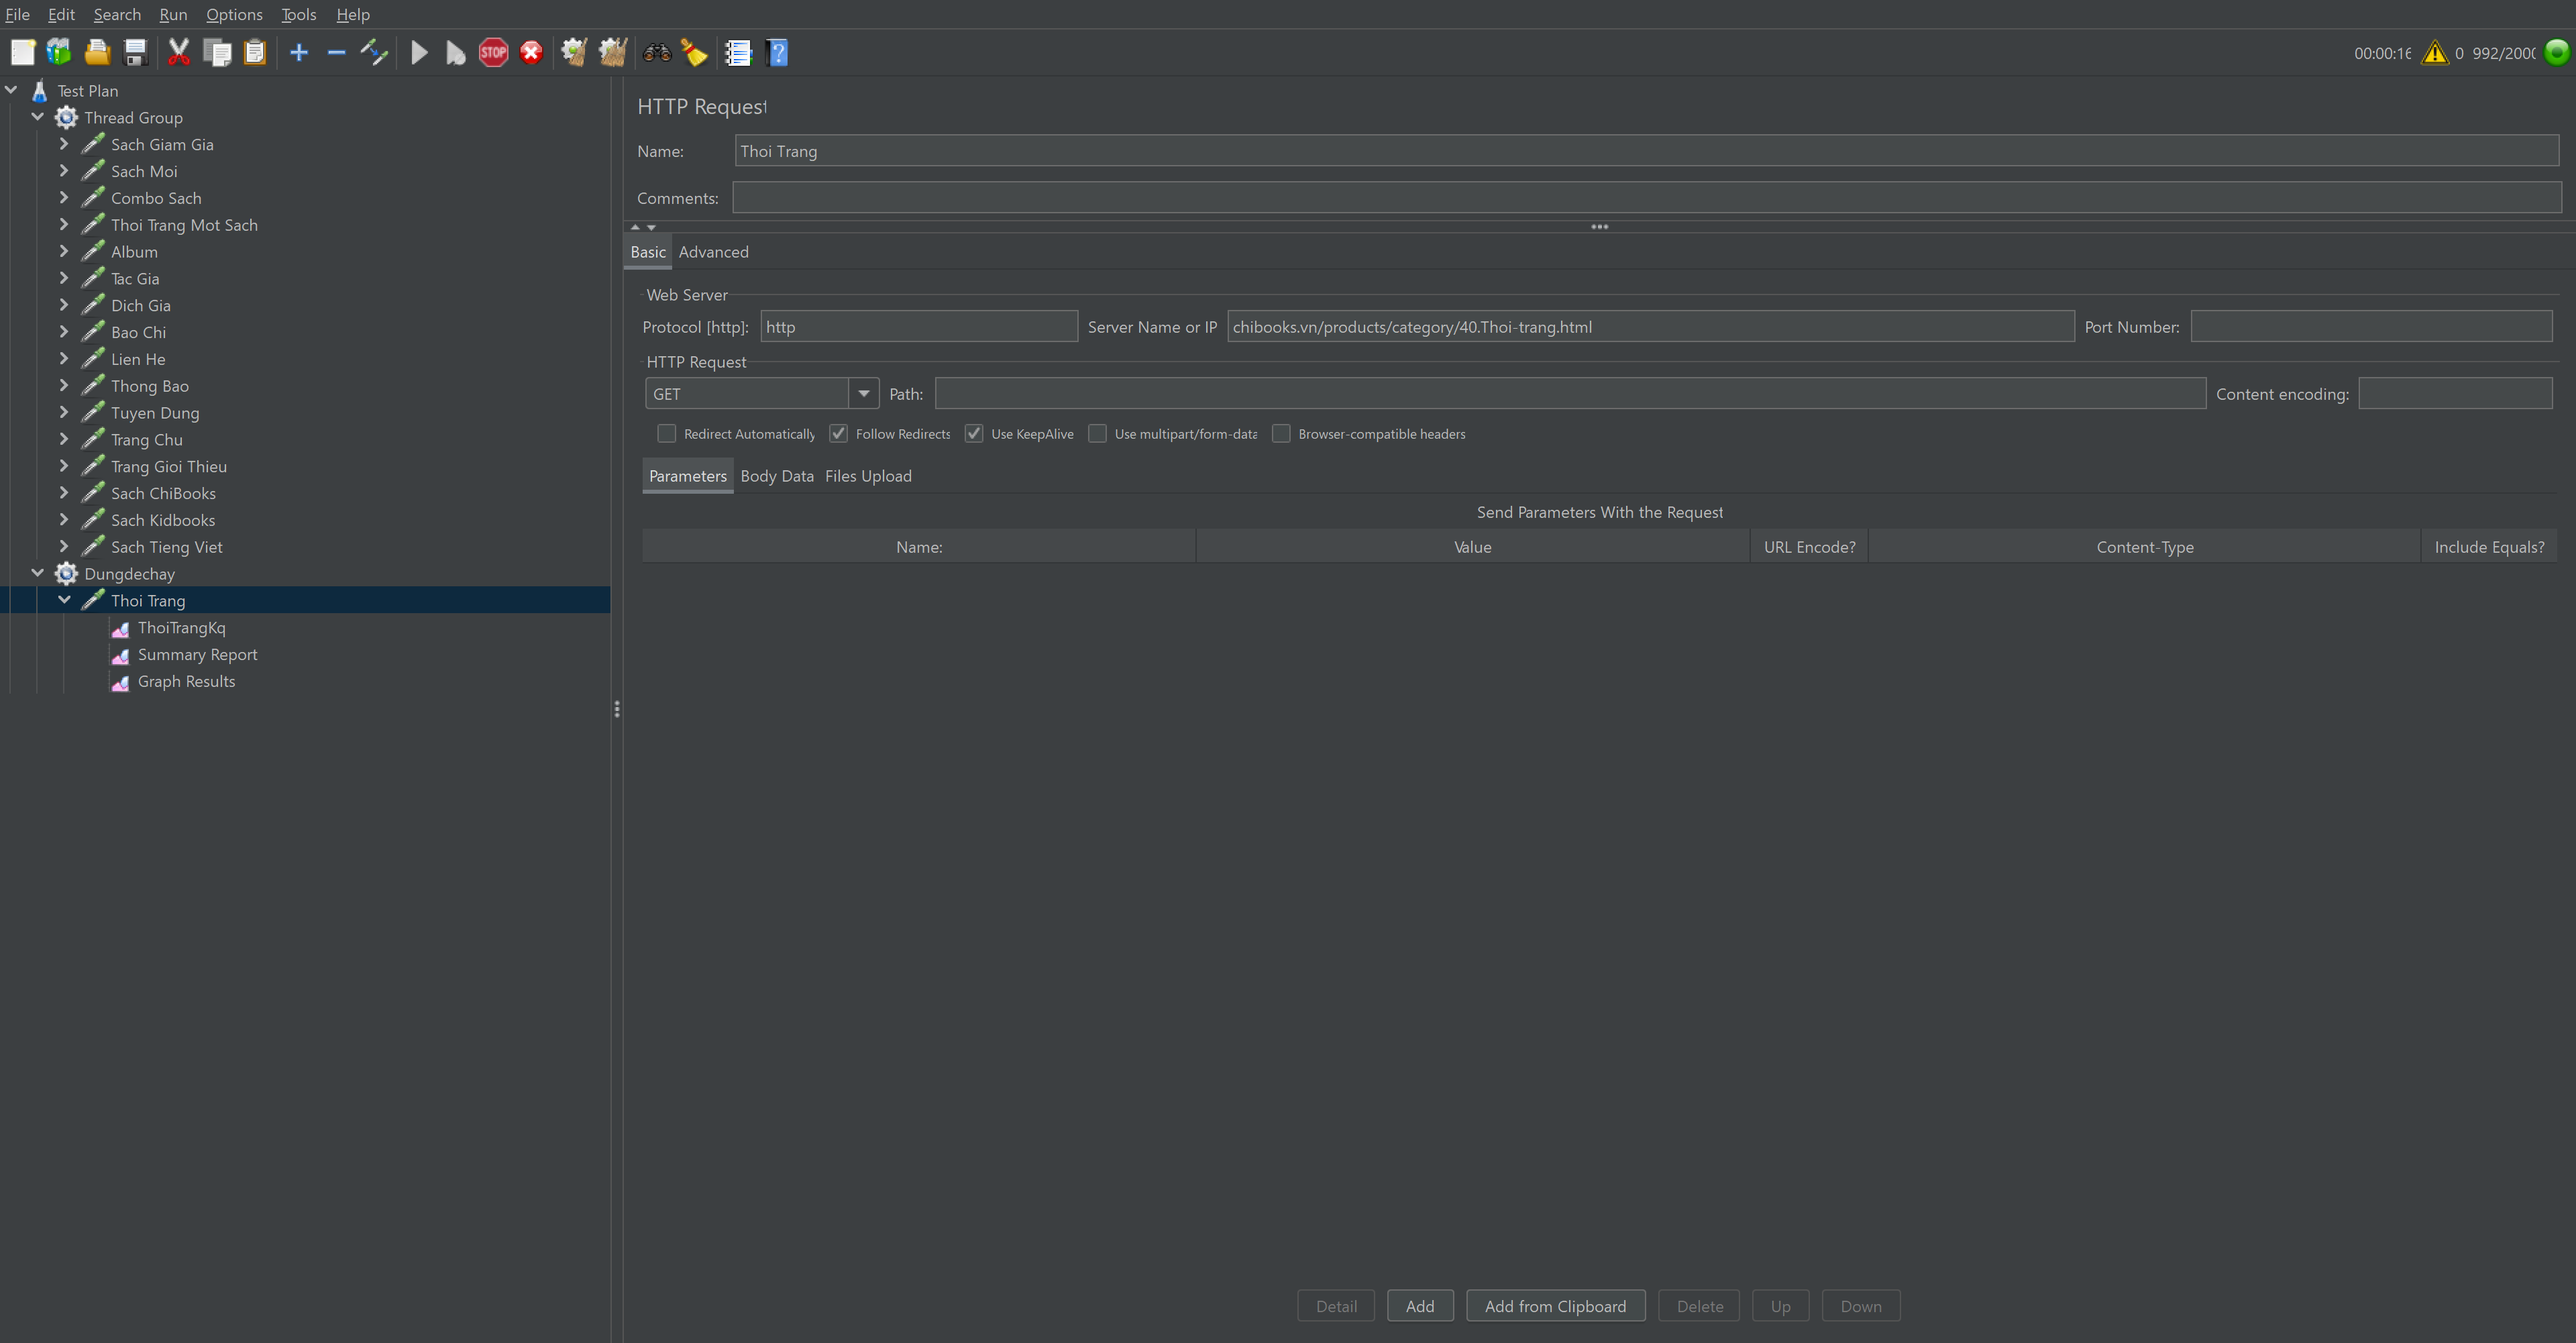 File Edit Search Run Options Tools Help
STOP
00:00:16 0 992/2000
Test Plan
Thread Group
Sach Giam Gia
Sach Moi
Combo Sach
Thoi Trang Mot Sach
Album
Tac Gia
Dich Gia
Bao Chi
Lien He
Thong Bao
Tuyen Dung
Trang Chu
Trang Gioi Thieu
Sach ChiBooks
Sach Kidbooks
Sach Tieng Viet
Dungdechay
Thoi Trang
ThoiTrangKq
Summary Report
Graph Results
HTTP Request
Name: Thoi Trang
Comments:
Basic Advanced
Web Server
Protocol [http]: http Server Name or IP chibooks.vn/products/category/40.Thoi-trang.html Port Number:
HTTP Request
GET Path: Content encoding:
Redirect Automatically Follow Redirects Use KeepAlive Use multipart/form-data Browser-compatible headers
Parameters Body Data Files Upload
Send Parameters With the Request
Name: Value URL Encode? Content-Type Include Equals?
Detail Add Add from Clipboard Delete Up Down